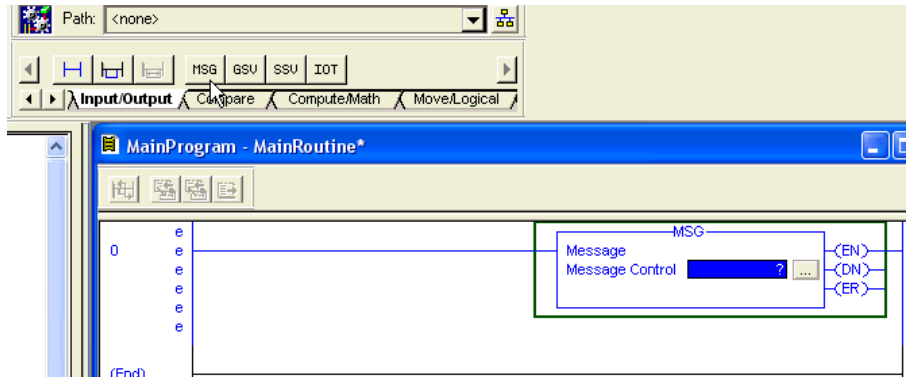 Path: <none>
MSG GSV SSV IOT
Input/Output Compare Compute/Math Move/Logical
MainProgram - MainRoutine*
MSG
e
0 e Message (EN)
e Message Control ? ... (DN)
e (ER)
e
e
(End)